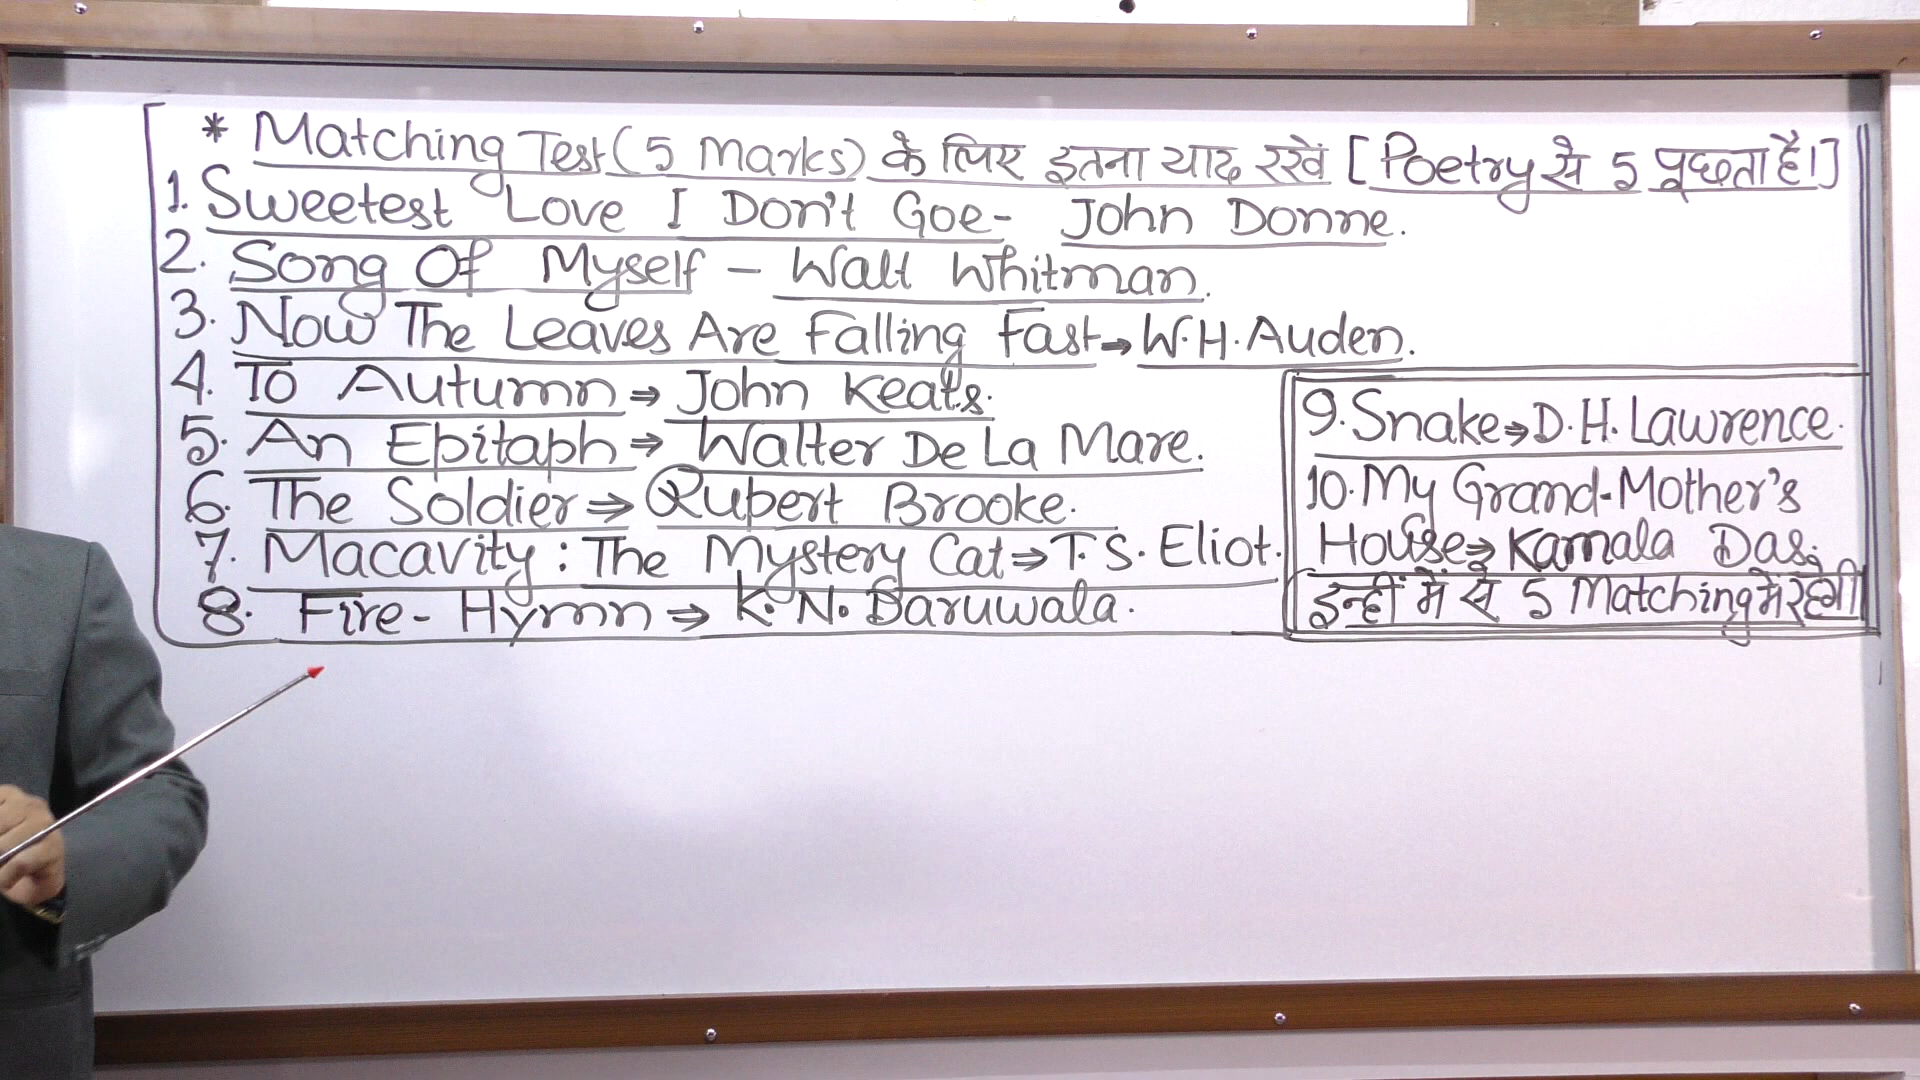 * Matching Test (5 Marks) के लिए इतना याद रखें [Poetry से 5 पूछता है।]
1. Sweetest Love I Don't Goe- John Donne.
2. Song Of Myself - Walt Whitman.
3. Now The Leaves Are Falling Fast → W.H. Auden.
4. To Autumn ⇒ John Keats.
5. An Epitaph ⇒ Walter De La Mare.
6. The Soldier ⇒ Rupert Brooke.
7. Macavity : The Mystery Cat ⇒ T. S. Eliot.
8. Fire-Hymn ⇒ K. N. Daruwala.
9. Snake ⇒ D. H. Lawrence.
10. My Grand-Mother's
House ⇒ Kamala Das.
इन्हीं में से 5 Matching में रहेगी